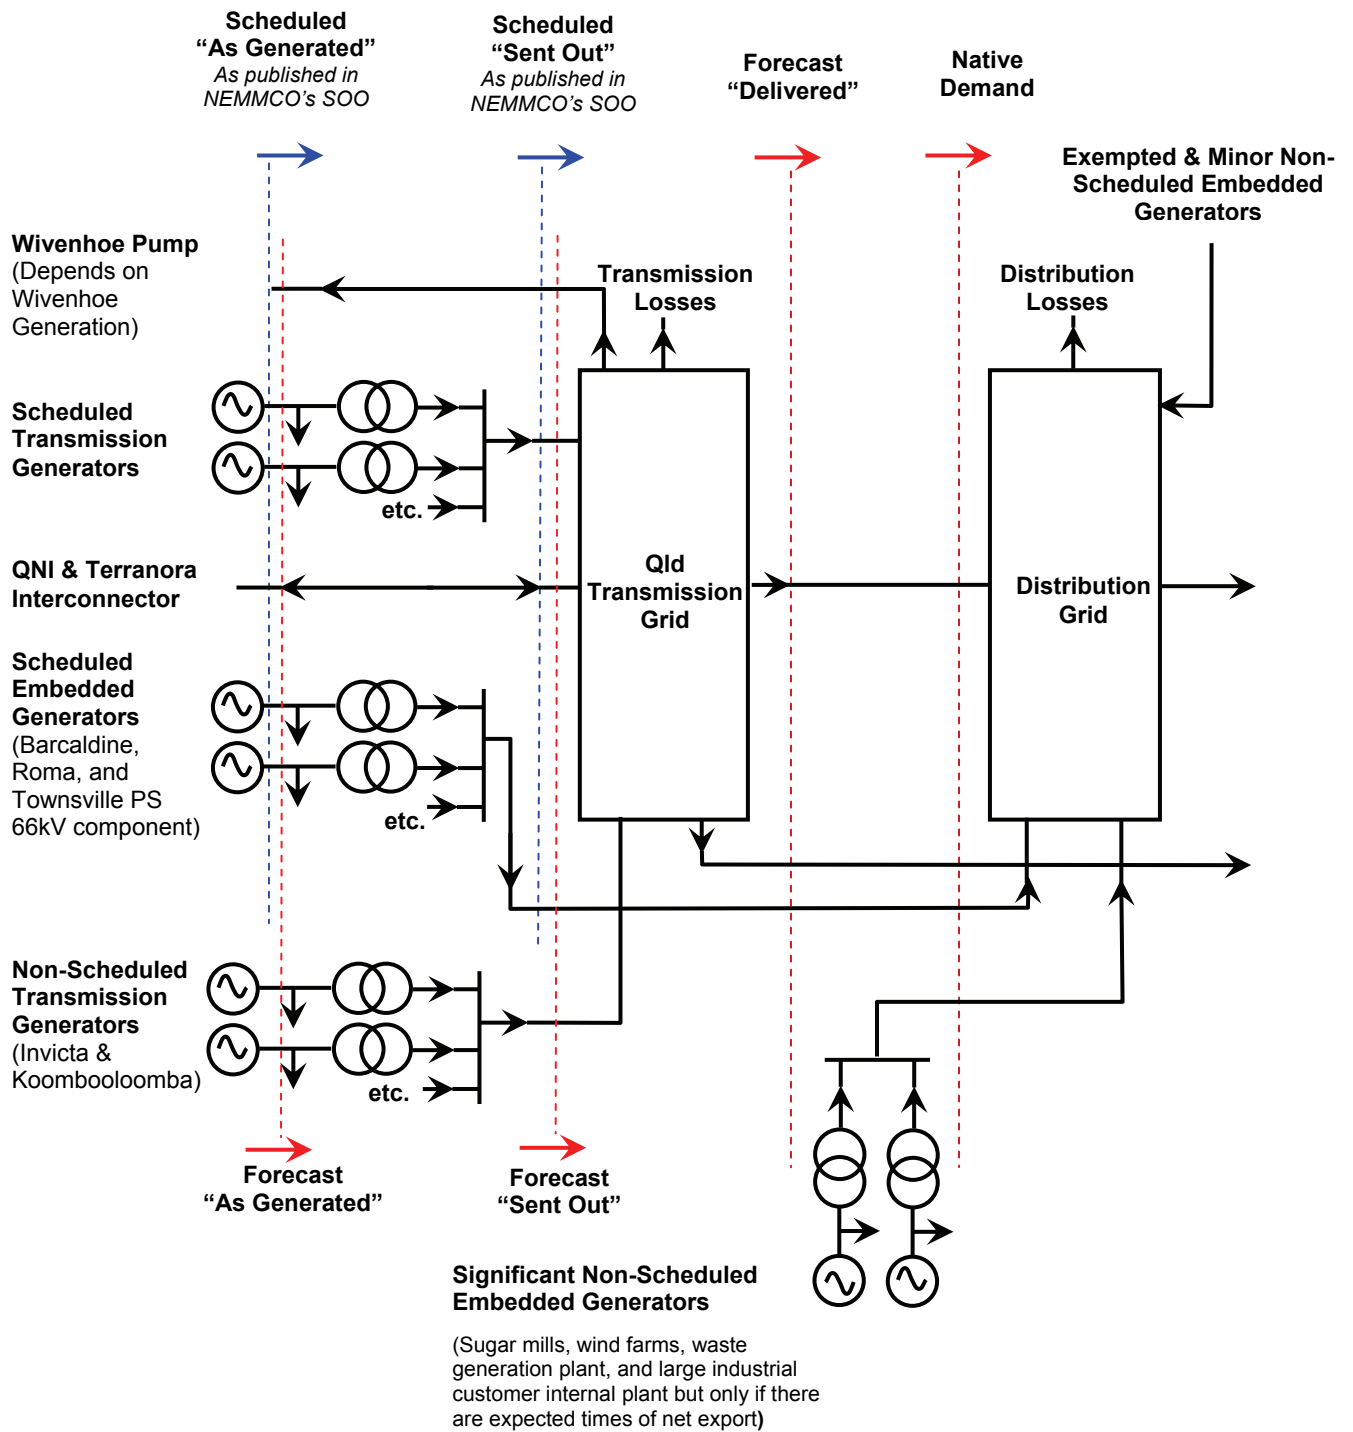 Scheduled
“As Generated”
As published in
NEMMCO’s SOO
Scheduled
“Sent Out”
As published in
NEMMCO’s SOO
Forecast
“Delivered”
Native
Demand
Exempted & Minor Non-
Scheduled Embedded
Generators
Wivenhoe Pump
(Depends on
Wivenhoe
Generation)
Transmission
Losses
Distribution
Losses
Scheduled
Transmission
Generators
etc.
QNI & Terranora
Interconnector
Qld
Transmission
Grid
Distribution
Grid
Scheduled
Embedded
Generators
(Barcaldine,
Roma, and
Townsville PS
66kV component)
etc.
Non-Scheduled
Transmission
Generators
(Invicta &
Koombooloomba)
etc.
Forecast
“As Generated”
Forecast
“Sent Out”
Significant Non-Scheduled
Embedded Generators
(Sugar mills, wind farms, waste
generation plant, and large industrial
customer internal plant but only if there
are expected times of net export)